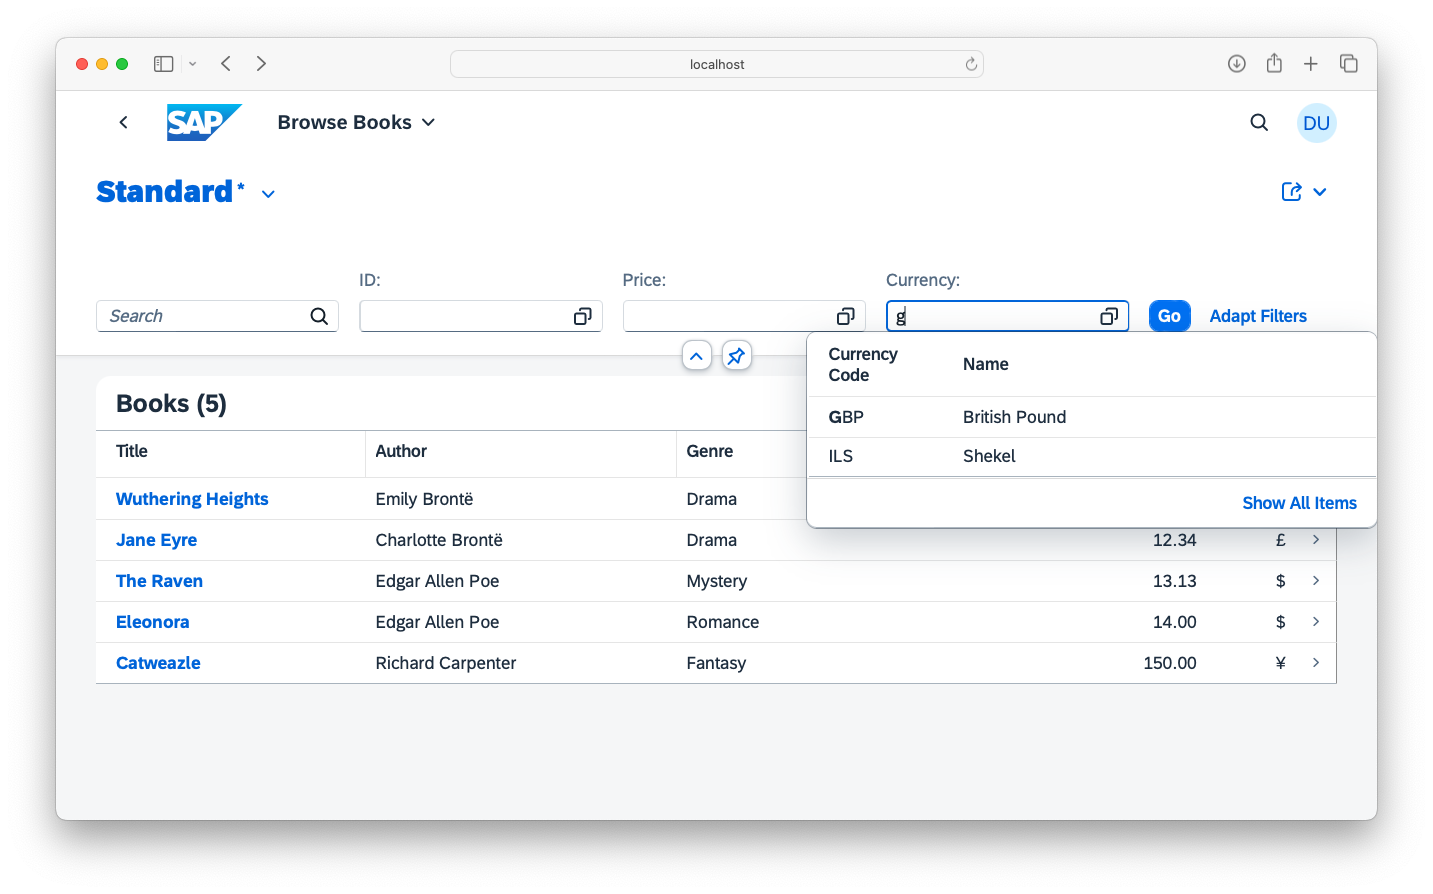 localhost
SAP
Browse Books
DU
Standard*
ID:
Price:
Currency:
Search
g
Go
Adapt Filters
Currency Code
Name
GBP
British Pound
ILS
Shekel
Show All Items
Books (5)
Title
Author
Genre
Wuthering Heights
Emily Brontë
Drama
Jane Eyre
Charlotte Brontë
Drama
12.34
£
The Raven
Edgar Allen Poe
Mystery
13.13
$
Eleonora
Edgar Allen Poe
Romance
14.00
$
Catweazle
Richard Carpenter
Fantasy
150.00
¥